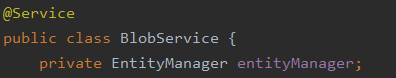 @Service
public class BlobService {
    private EntityManager entityManager;